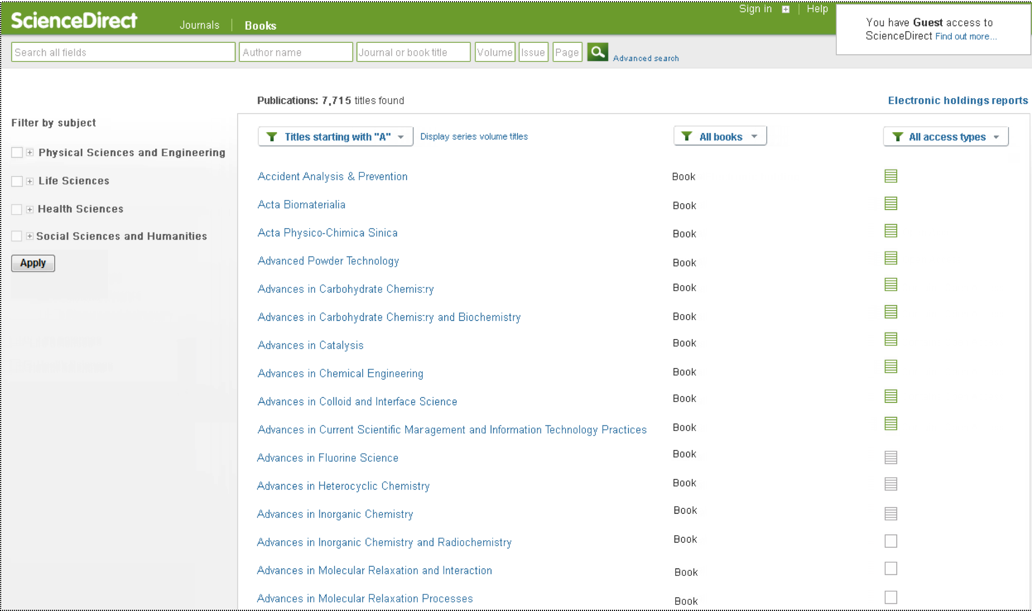 ScienceDirect Journals Books Sign in Help
You have Guest access to
ScienceDirect Find out more...
Search all fields Author name Journal or book title Volume Issue Page Advanced search
Publications: 7,715 titles found Electronic holdings reports
Filter by subject
Physical Sciences and Engineering
Life Sciences
Health Sciences
Social Sciences and Humanities
Apply
Titles starting with "A" Display series volume titles All books All access types
Accident Analysis & Prevention Book
Acta Biomaterialia Book
Acta Physico-Chimica Sinica Book
Advanced Powder Technology Book
Advances in Carbohydrate Chemistry Book
Advances in Carbohydrate Chemistry and Biochemistry Book
Advances in Catalysis Book
Advances in Chemical Engineering Book
Advances in Colloid and Interface Science Book
Advances in Current Scientific Management and Information Technology Practices Book
Advances in Fluorine Science Book
Advances in Heterocyclic Chemistry Book
Advances in Inorganic Chemistry Book
Advances in Inorganic Chemistry and Radiochemistry Book
Advances in Molecular Relaxation and Interaction Book
Advances in Molecular Relaxation Processes Book